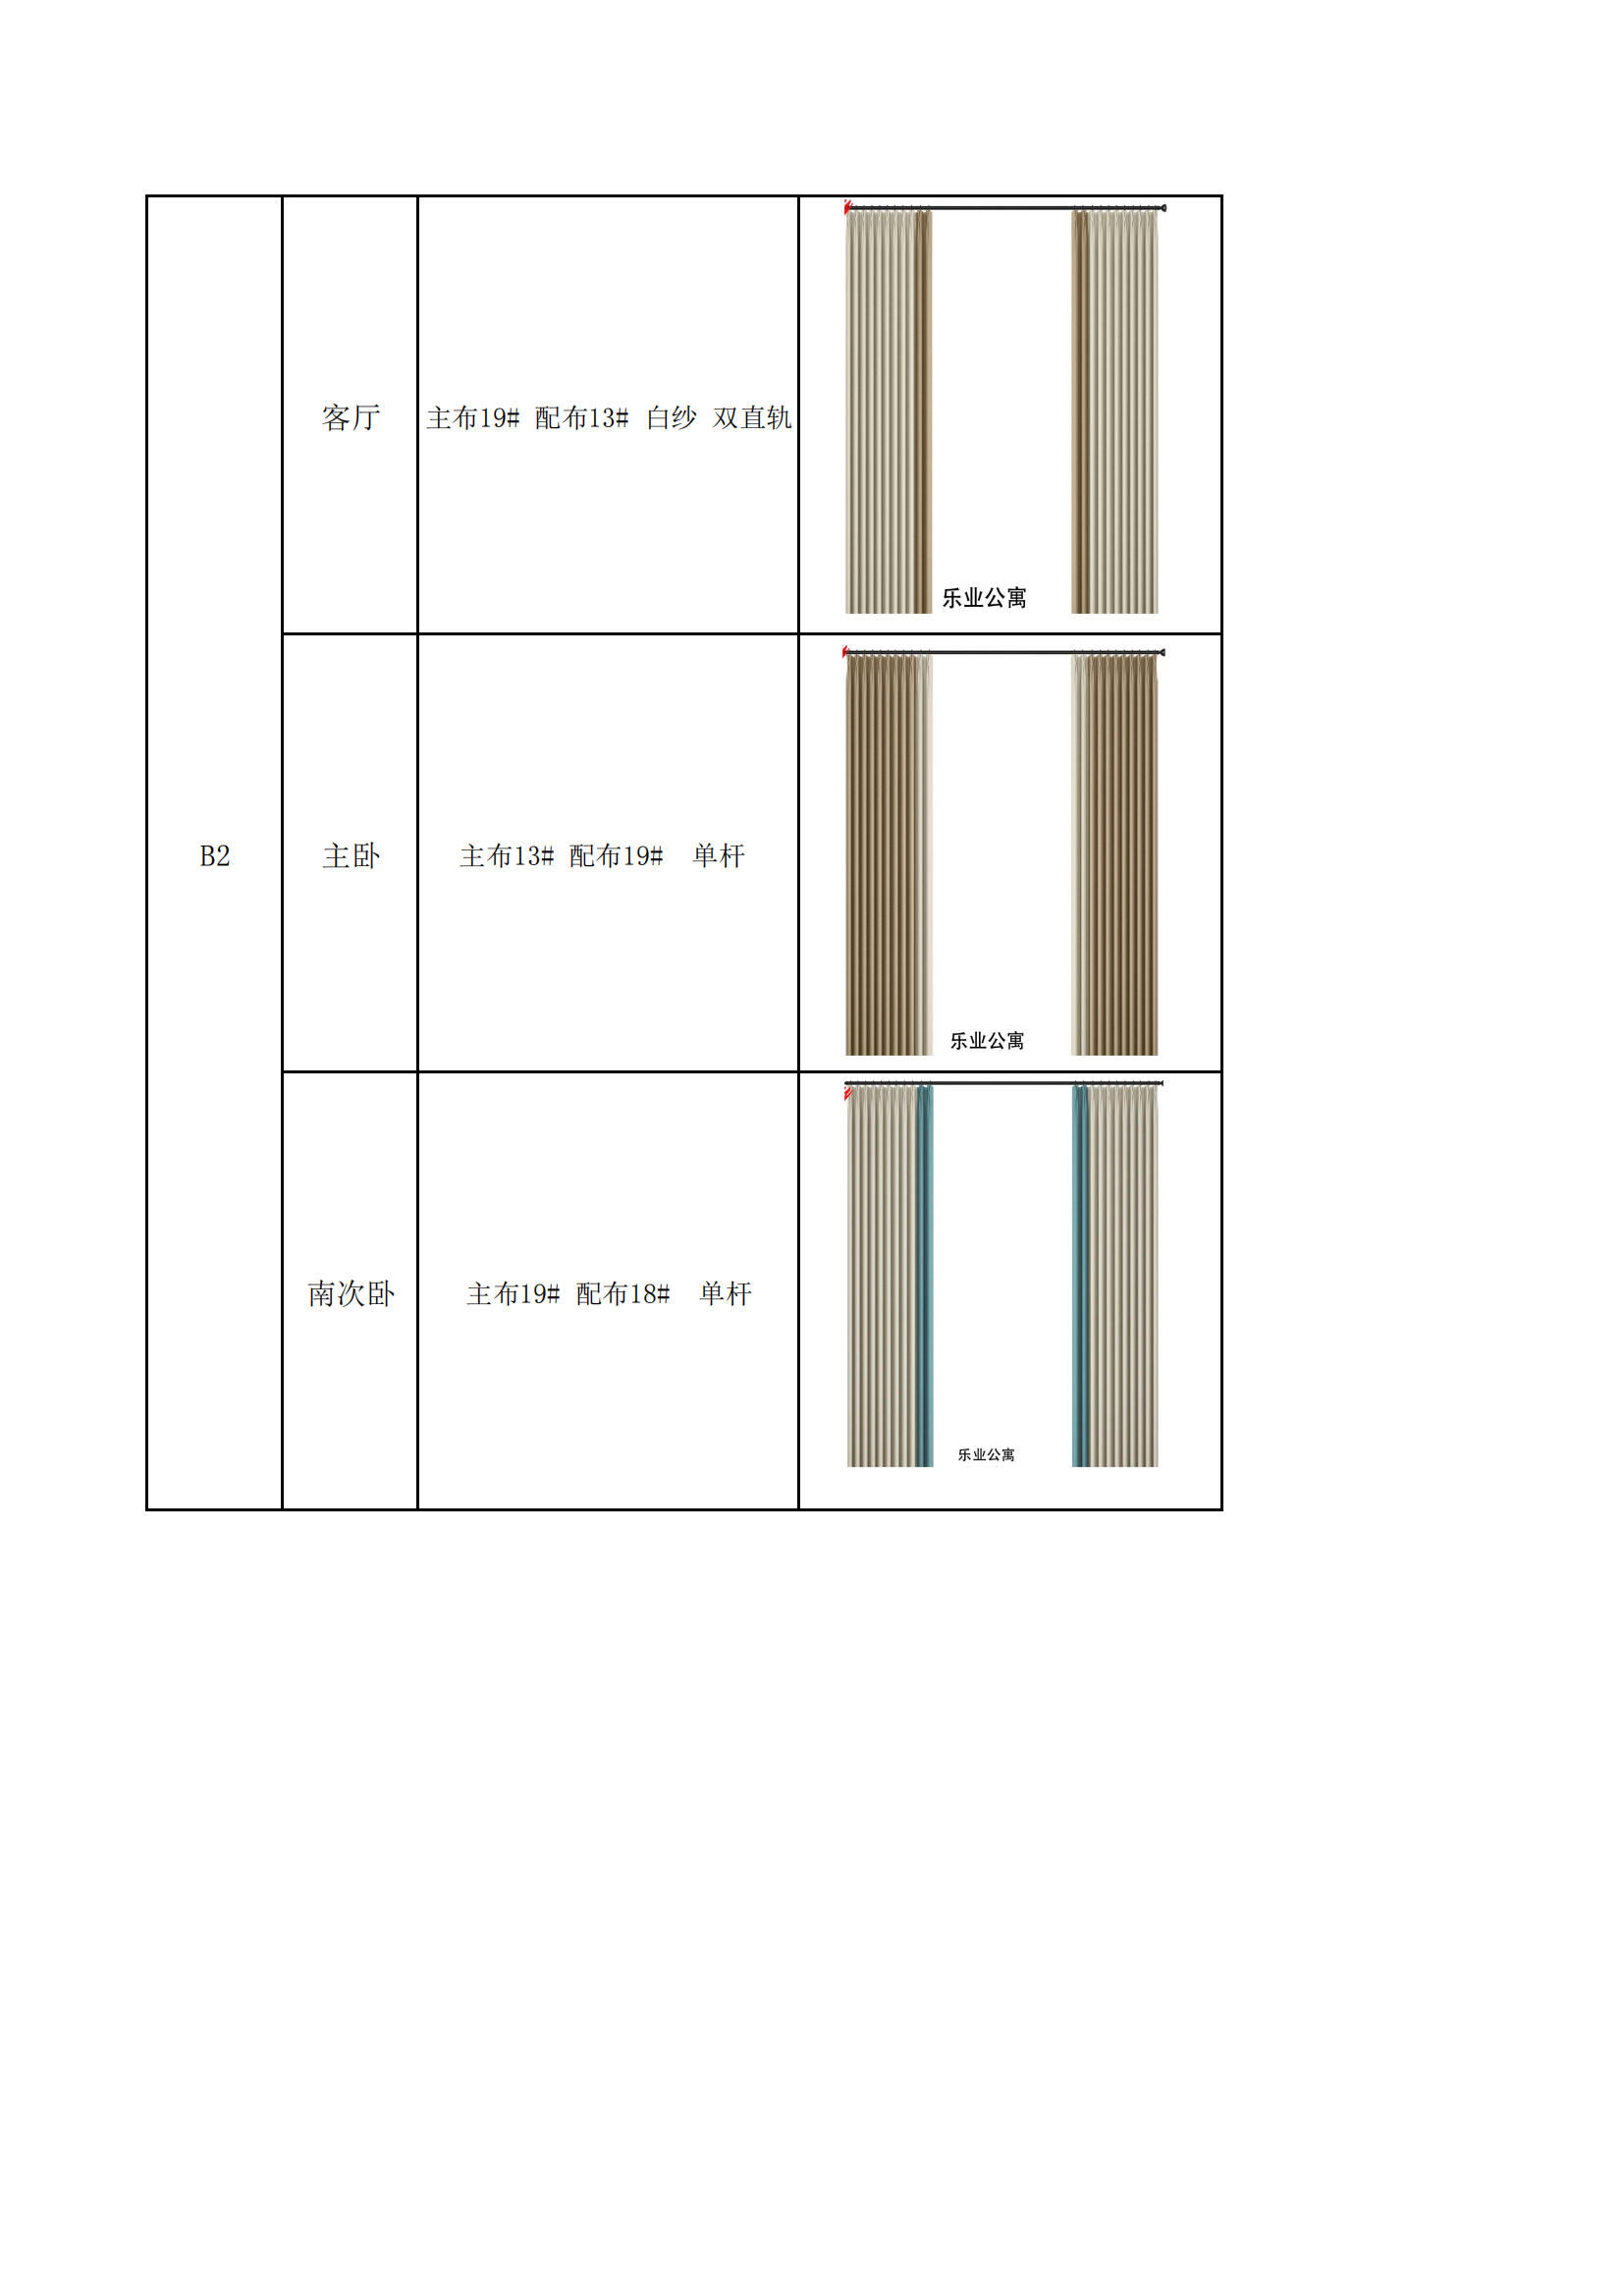 客厅
主布19# 配布13# 白纱 双直轨
乐业公寓
B2
主卧
主布13# 配布19# 单杆
乐业公寓
南次卧
主布19# 配布18# 单杆
乐业公寓